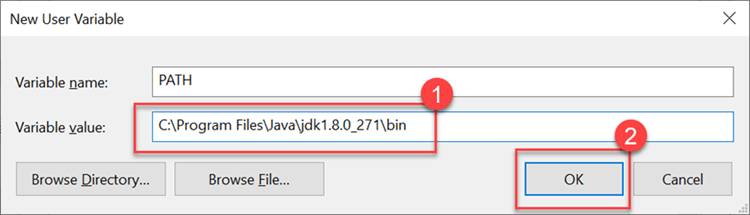 New User Variable
Variable name: PATH
1
Variable value: C:\Program Files\Java\jdk1.8.0_271\bin
2
Browse Directory... Browse File... OK Cancel